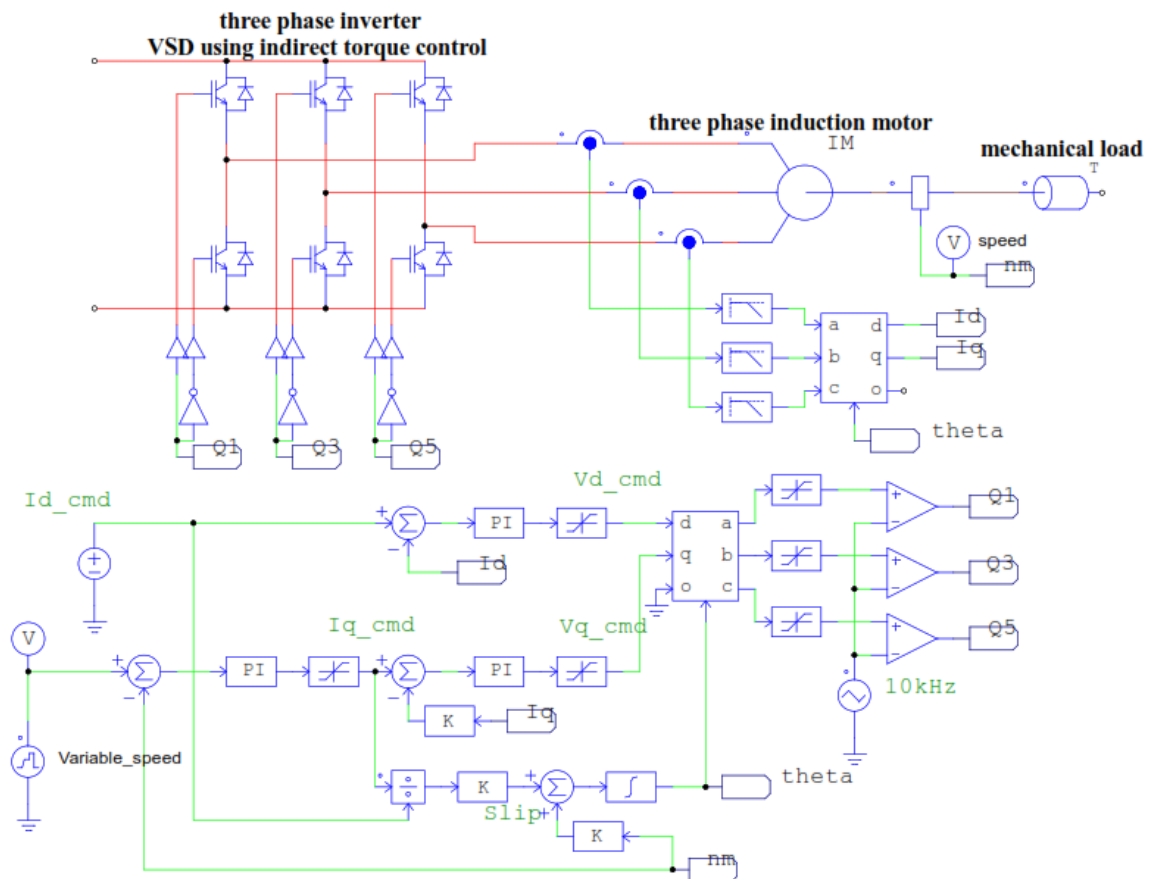 three phase inverter
VSD using indirect torque control
three phase induction motor
IM
mechanical load
T
V
speed
nm
a
d
Id
b
q
Iq
c
o
theta
Q1
Q3
Q5
Id_cmd
Vd_cmd
+
Σ
PI
-
Id
+
-
d
a
q
b
o
c
+
-
Q1
+
-
Q3
+
-
Q5
10kHz
Iq_cmd
Vq_cmd
V
+
Σ
-
PI
+
Σ
-
PI
K
Iq
Variable_speed
÷
K
+
Σ
+
∫
Slip
K
theta
nm